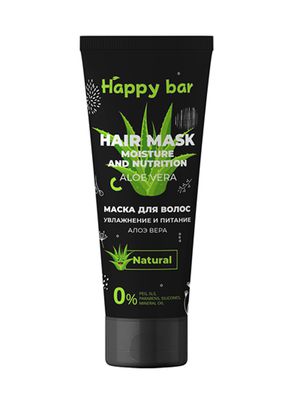 Happy bar
HAIR MASK
MOISTURE
AND NUTRITION
ALOE VERA
МАСКА ДЛЯ ВОЛОС
УВЛАЖНЕНИЕ И ПИТАНИЕ
АЛОЭ ВЕРА
Natural
0% PEG, SLS,
PARABENS, SILICONES,
MINERAL OIL